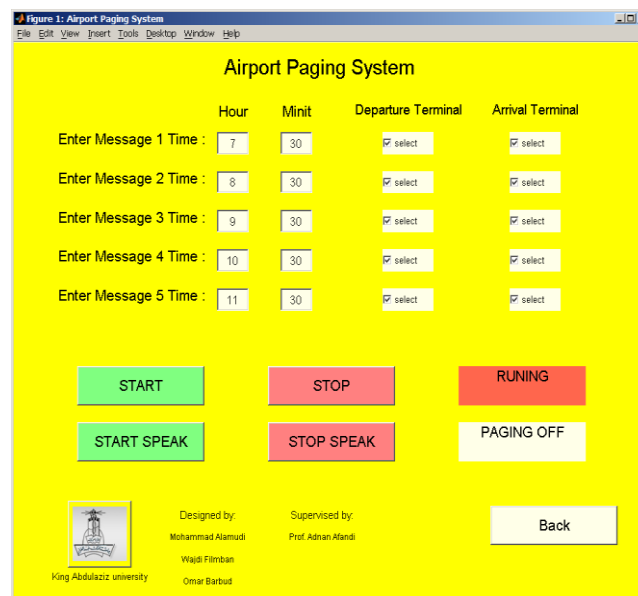 Figure 1: Airport Paging System
File Edit View Insert Tools Desktop Window Help
Airport Paging System
Hour Minit Departure Terminal Arrival Terminal
Enter Message 1 Time : 7 30 select select
Enter Message 2 Time : 8 30 select select
Enter Message 3 Time : 9 30 select select
Enter Message 4 Time : 10 30 select select
Enter Message 5 Time : 11 30 select select
START STOP RUNING
START SPEAK STOP SPEAK PAGING OFF
Designed by: Supervised by:
Mohammad Alamudi Prof. Adnan Afandi
Wajdi Filmban
Omar Barbud
King Abdulaziz university
Back